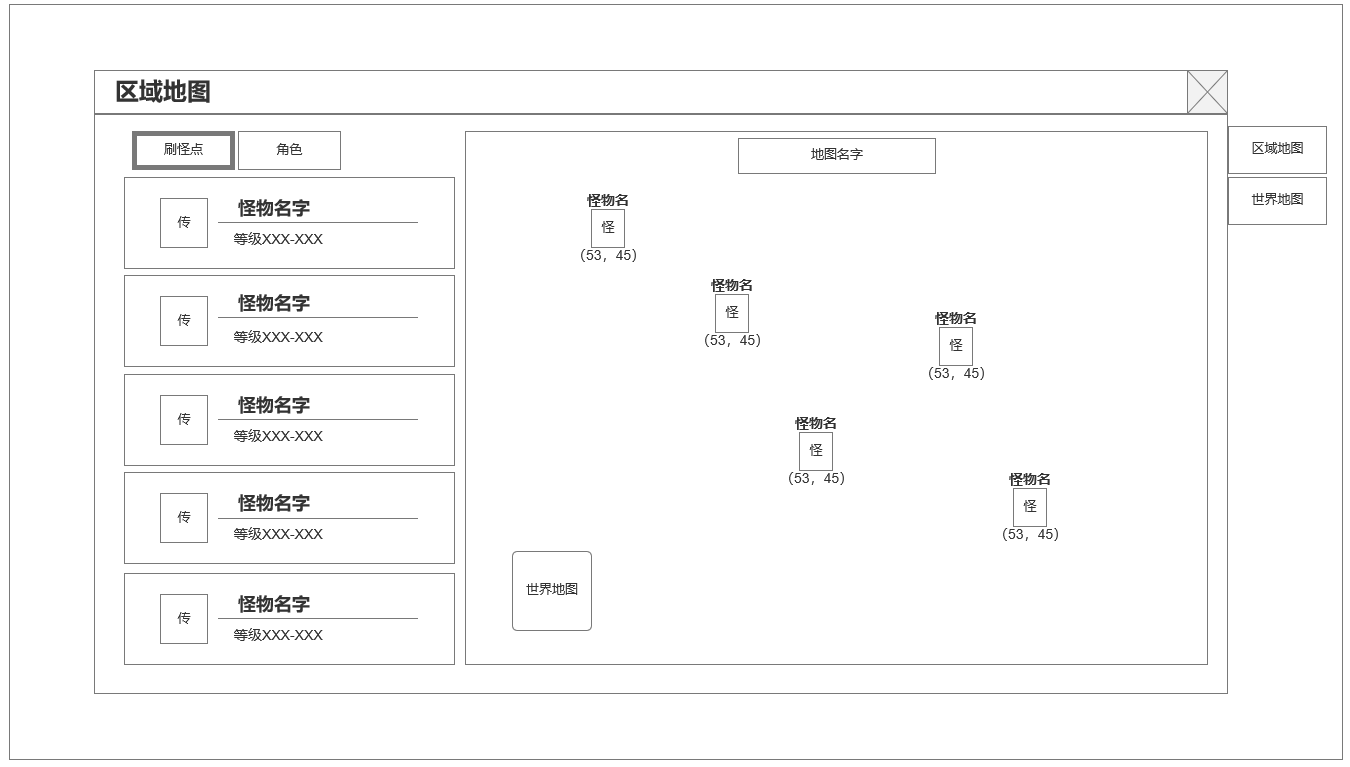 区域地图
刷怪点
角色
传
怪物名字
等级XXX-XXX
传
怪物名字
等级XXX-XXX
传
怪物名字
等级XXX-XXX
传
怪物名字
等级XXX-XXX
传
怪物名字
等级XXX-XXX
地图名字
怪物名
怪
(53, 45)
怪物名
怪
(53, 45)
怪物名
怪
(53, 45)
怪物名
怪
(53, 45)
怪物名
怪
(53, 45)
世界地图
区域地图
世界地图